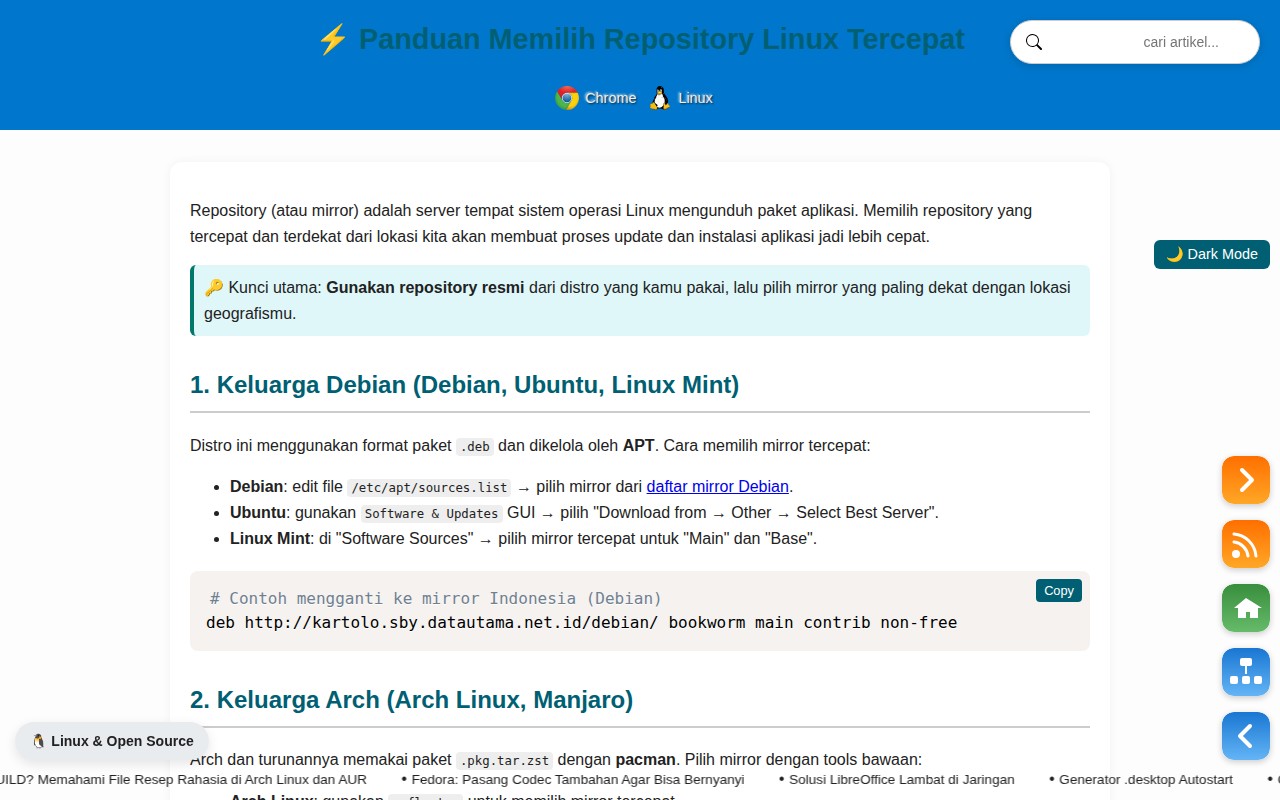 ⚡ Panduan Memilih Repository Linux Tercepat
cari artikel...
Chrome Linux
Repository (atau mirror) adalah server tempat sistem operasi Linux mengunduh paket aplikasi. Memilih repository yang
tercepat dan terdekat dari lokasi kita akan membuat proses update dan instalasi aplikasi jadi lebih cepat.
🌙 Dark Mode
🔑 Kunci utama: Gunakan repository resmi dari distro yang kamu pakai, lalu pilih mirror yang paling dekat dengan lokasi
geografismu.
1. Keluarga Debian (Debian, Ubuntu, Linux Mint)
Distro ini menggunakan format paket .deb dan dikelola oleh APT. Cara memilih mirror tercepat:
• Debian: edit file /etc/apt/sources.list → pilih mirror dari daftar mirror Debian.
• Ubuntu: gunakan Software & Updates GUI → pilih "Download from → Other → Select Best Server".
• Linux Mint: di "Software Sources" → pilih mirror tercepat untuk "Main" dan "Base".
Copy
# Contoh mengganti ke mirror Indonesia (Debian)
deb http://kartolo.sby.datautama.net.id/debian/ bookworm main contrib non-free
2. Keluarga Arch (Arch Linux, Manjaro)
🐧 Linux & Open Source
Arch dan turunannya memakai paket .pkg.tar.zst dengan pacman. Pilih mirror dengan tools bawaan:
UILD? Memahami File Resep Rahasia di Arch Linux dan AUR • Fedora: Pasang Codec Tambahan Agar Bisa Bernyanyi • Solusi LibreOffice Lambat di Jaringan • Generator .desktop Autostart •
Arch Linux: gunakan untuk memilih mirror tercepat